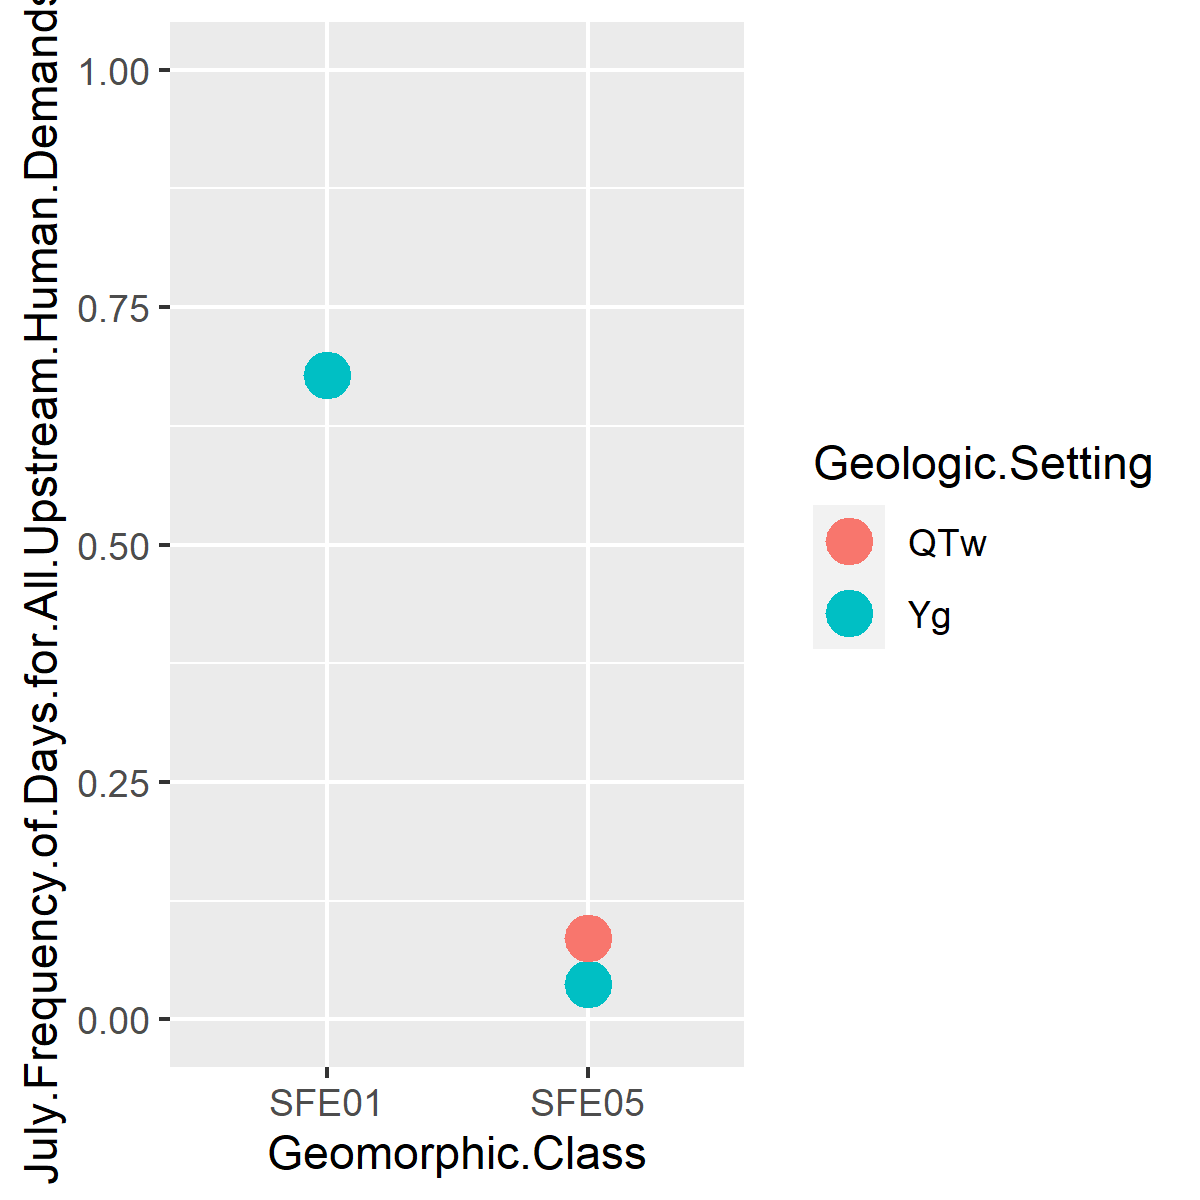 July.Frequency.of.Days.for.All.Upstream.Human.Demands
1.00
0.75
0.50
0.25
0.00
SFE01 SFE05
Geomorphic.Class
Geologic.Setting
QTw
Yg